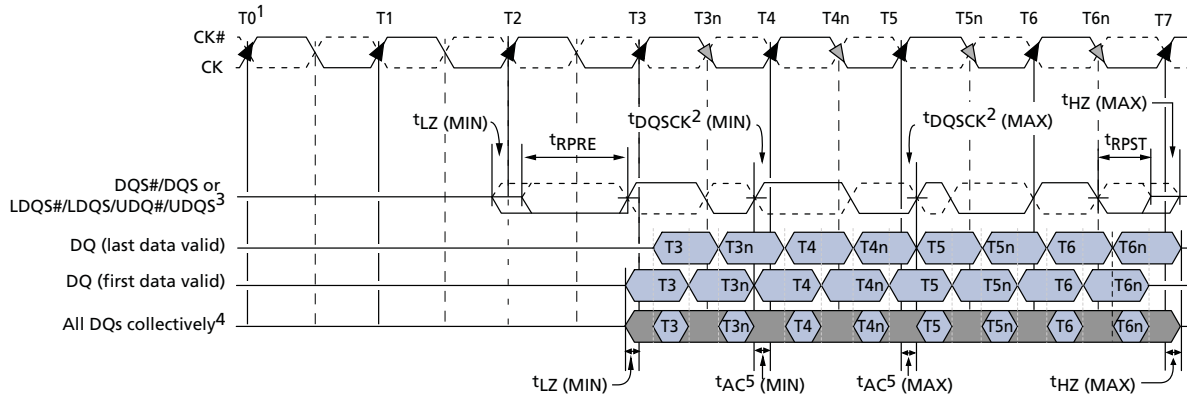 T0¹ T1 T2 T3 T3n T4 T4n T5 T5n T6 T6n T7
CK#
CK
tHZ (MAX)
tLZ (MIN) tDQSCK² (MIN) tDQSCK² (MAX)
tRPRE tRPST
DQS#/DQS or
LDQS#/LDQS/UDQ#/UDQS³
DQ (last data valid) T3 T3n T4 T4n T5 T5n T6 T6n
DQ (first data valid) T3 T3n T4 T4n T5 T5n T6 T6n
All DQs collectively⁴ T3 T3n T4 T4n T5 T5n T6 T6n
tLZ (MIN) tAC⁵ (MIN) tAC⁵ (MAX) tHZ (MAX)